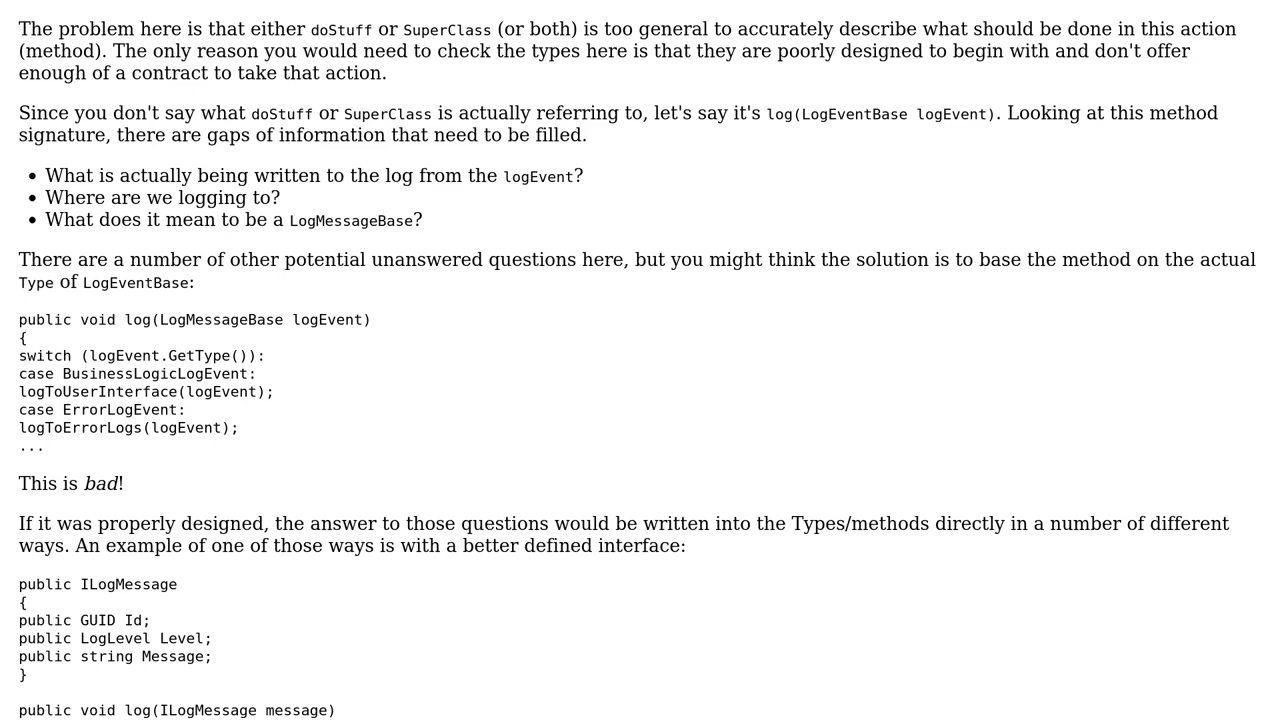 The problem here is that either doStuff or SuperClass (or both) is too general to accurately describe what should be done in this action
(method). The only reason you would need to check the types here is that they are poorly designed to begin with and don't offer
enough of a contract to take that action.
Since you don't say what doStuff or SuperClass is actually referring to, let's say it's log(LogEventBase logEvent). Looking at this method
signature, there are gaps of information that need to be filled.
• What is actually being written to the log from the logEvent?
• Where are we logging to?
• What does it mean to be a LogMessageBase?
There are a number of other potential unanswered questions here, but you might think the solution is to base the method on the actual
Type of LogEventBase:
public void log(LogMessageBase logEvent)
{
switch (logEvent.GetType()):
case BusinessLogicLogEvent:
logToUserInterface(logEvent);
case ErrorLogEvent:
logToErrorLogs(logEvent);
...
This is bad!
If it was properly designed, the answer to those questions would be written into the Types/methods directly in a number of different
ways. An example of one of those ways is with a better defined interface:
public ILogMessage
{
public GUID Id;
public LogLevel Level;
public string Message;
}
public void log(ILogMessage message)